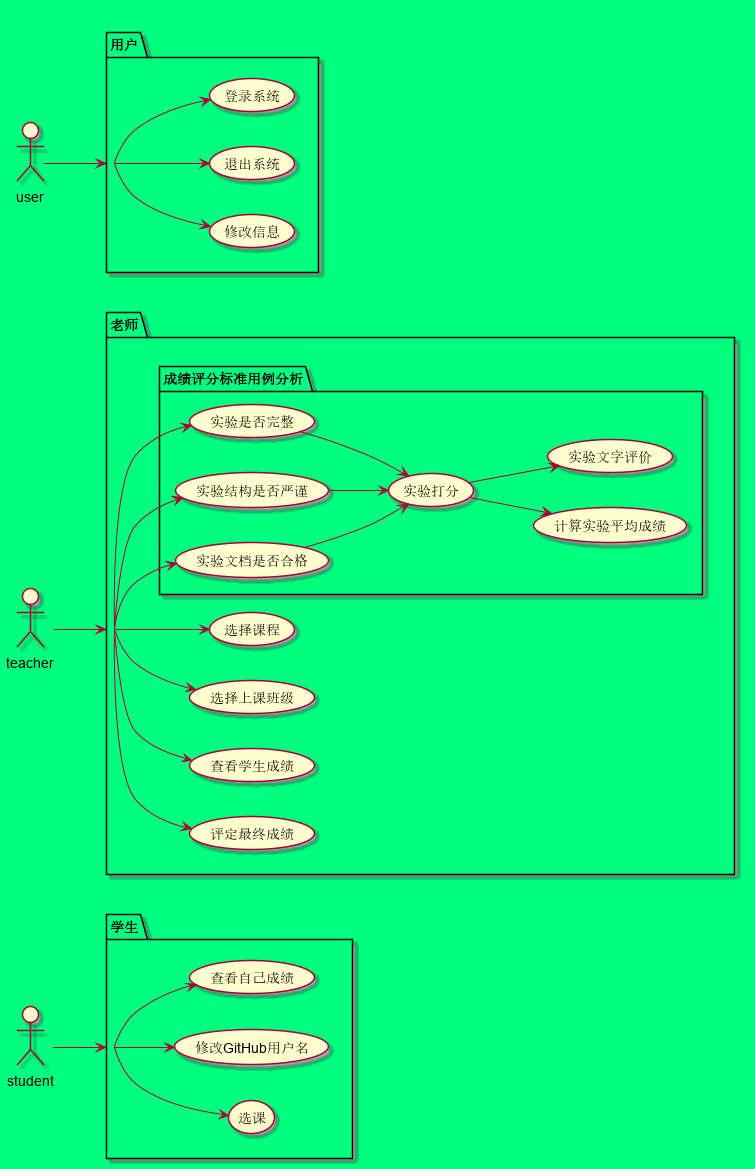 用户
登录系统
退出系统
修改信息
user
老师
成绩评分标准用例分析
实验是否完整
实验结构是否严谨
实验文档是否合格
实验打分
实验文字评价
计算实验平均成绩
选择课程
选择上课班级
查看学生成绩
评定最终成绩
teacher
学生
查看自己成绩
修改GitHub用户名
选课
student